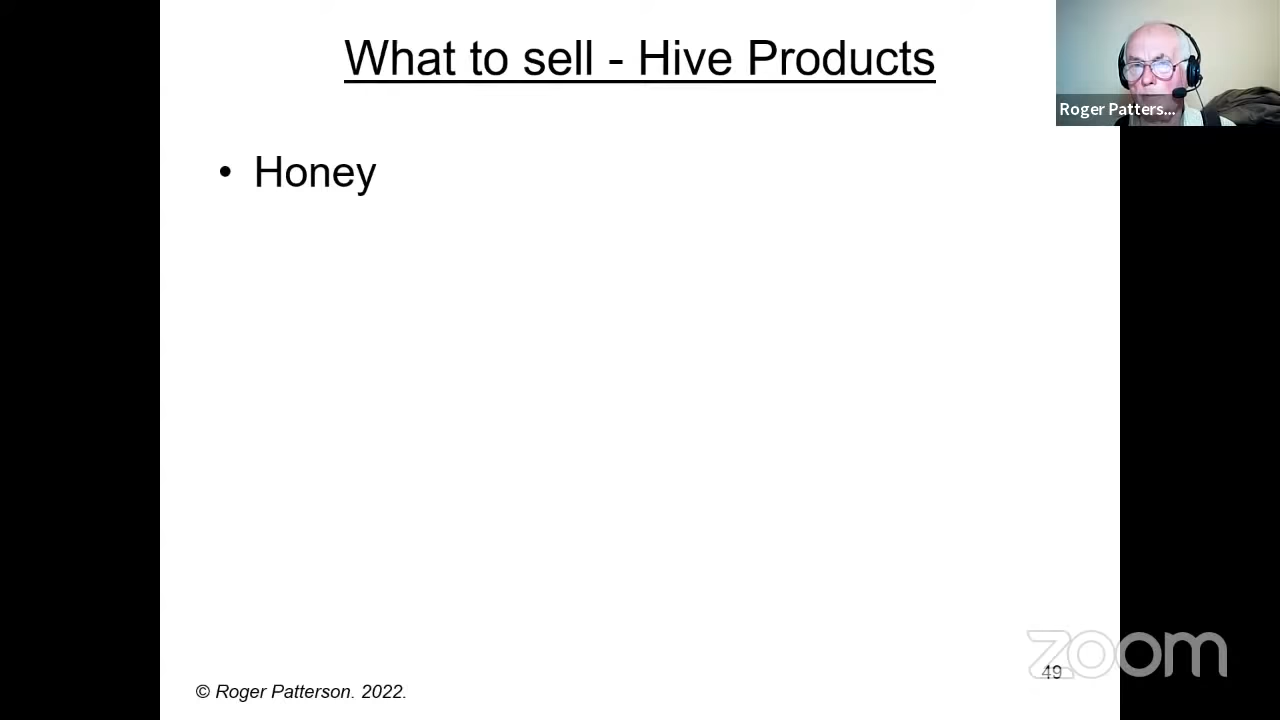 What to sell - Hive Products
Roger Patters...
• Honey
zoom
49
© Roger Patterson. 2022.